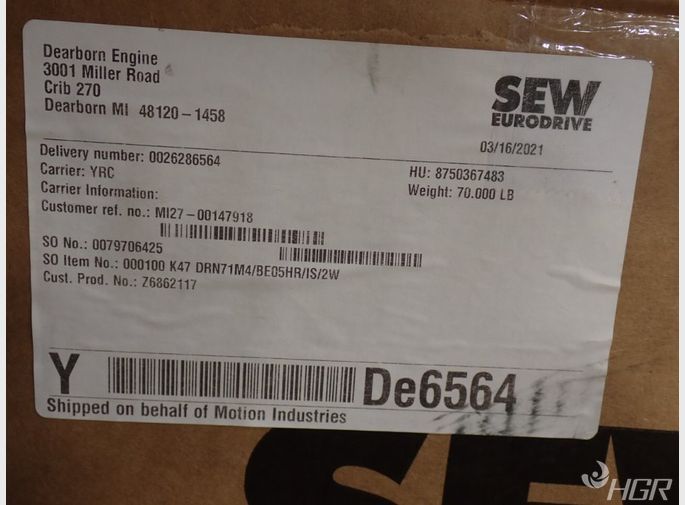 Dearborn Engine
3001 Miller Road
Crib 270
Dearborn MI 48120-1458
SEW
EURODRIVE
03/16/2021
Delivery number: 0026286564
HU: 8750367483
Carrier: YRC
Weight: 70.000 LB
Carrier Information:
Customer ref. no.: MI27-00147918
SO No.: 0079706425
SO Item No.: 000100 K47 DRN71M4/BE05HR/IS/2W
Cust. Prod. No.: Z6862117
Y De6564
Shipped on behalf of Motion Industries
SEW
HGR